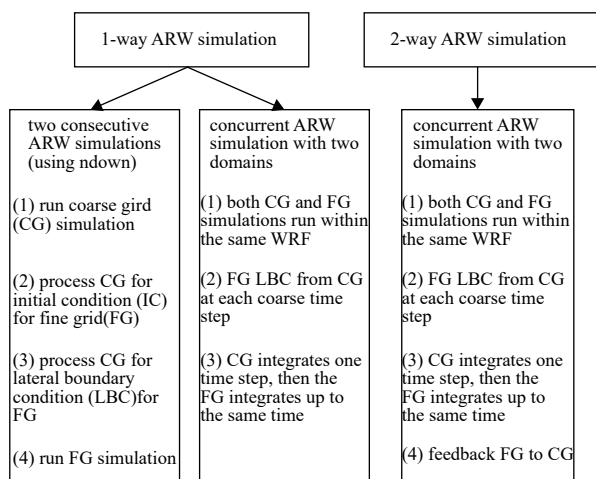 1-way ARW simulation
2-way ARW simulation
two consecutive
ARW simulations
(using ndown)
(1) run coarse gird
(CG) simulation
(2) process CG for
initial condition (IC)
for fine grid(FG)
(3) process CG for
lateral boundary
condition (LBC)for
FG
(4) run FG simulation
concurrent ARW
simulation with two
domains
(1) both CG and FG
simulations run within
the same WRF
(2) FG LBC from CG
at each coarse time
step
(3) CG integrates one
time step, then the
FG integrates up to
the same time
concurrent ARW
simulation with two
domains
(1) both CG and FG
simulations run within
the same WRF
(2) FG LBC from CG
at each coarse time
step
(3) CG integrates one
time step, then the
FG integrates up to
the same time
(4) feedback FG to CG